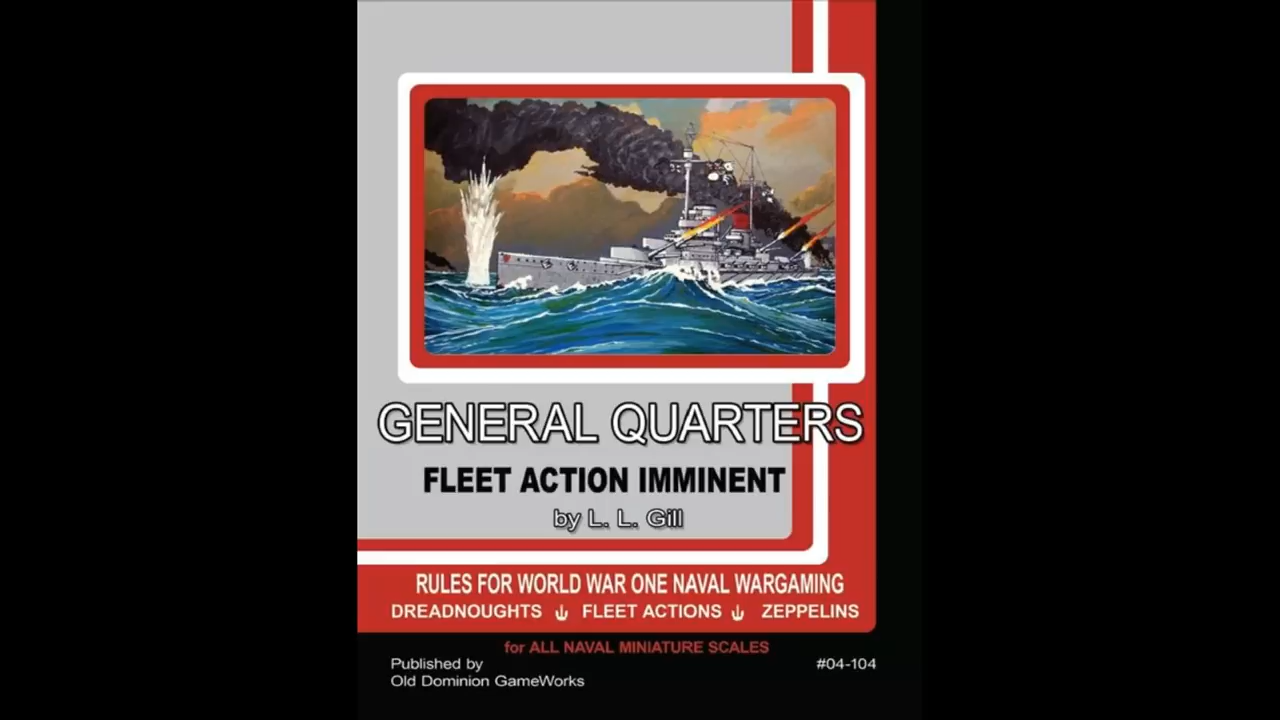 GENERAL QUARTERS
FLEET ACTION IMMINENT
by L. L. Gill
RULES FOR WORLD WAR ONE NAVAL WARGAMING
DREADNOUGHTS FLEET ACTIONS ZEPPELINS
for ALL NAVAL MINIATURE SCALES
Published by #04-104
Old Dominion GameWorks